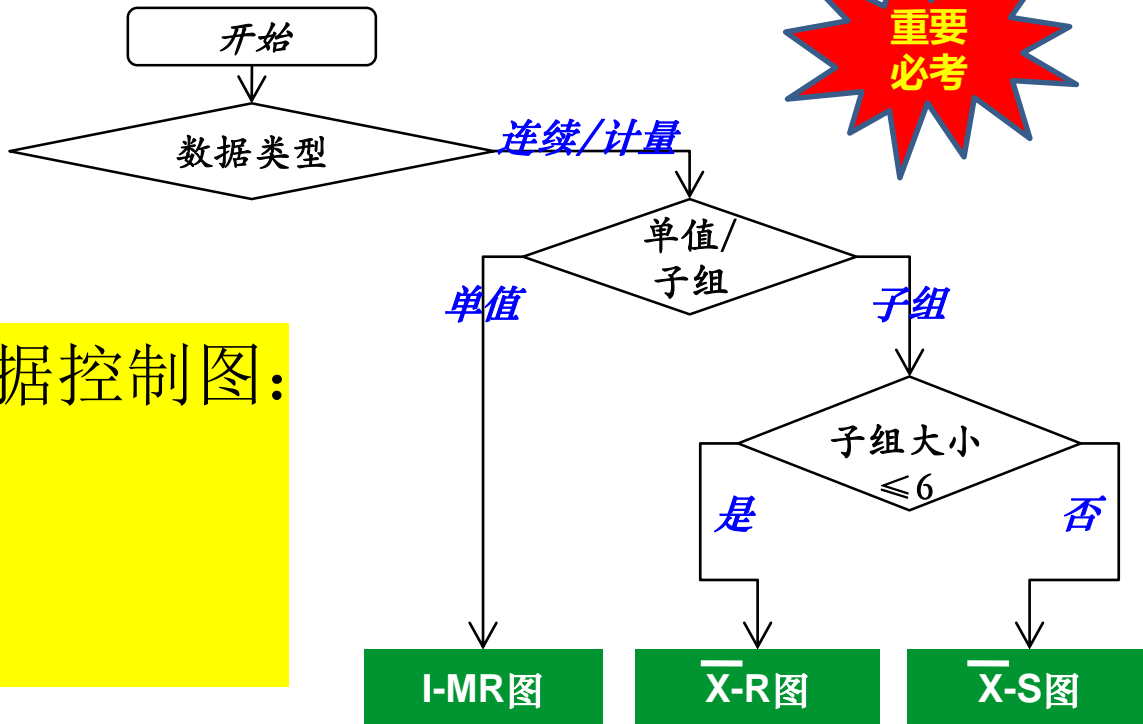 开始
重要
必考
数据类型
连续/计量
单值/
子组
单值
子组
据控制图：
子组大小
≤6
是
否
I-MR图
X̅-R图
X̅-S图